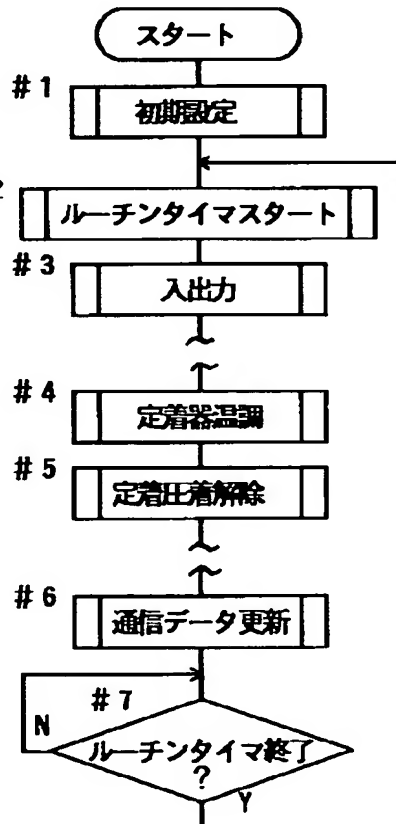 スタート
#1
初期設定
ルーチンタイマスタート
#3
入出力
#4
定着器温調
#5
定着圧着解除
#6
通信データ更新
#7
N
ルーチンタイマ終了
?
Y